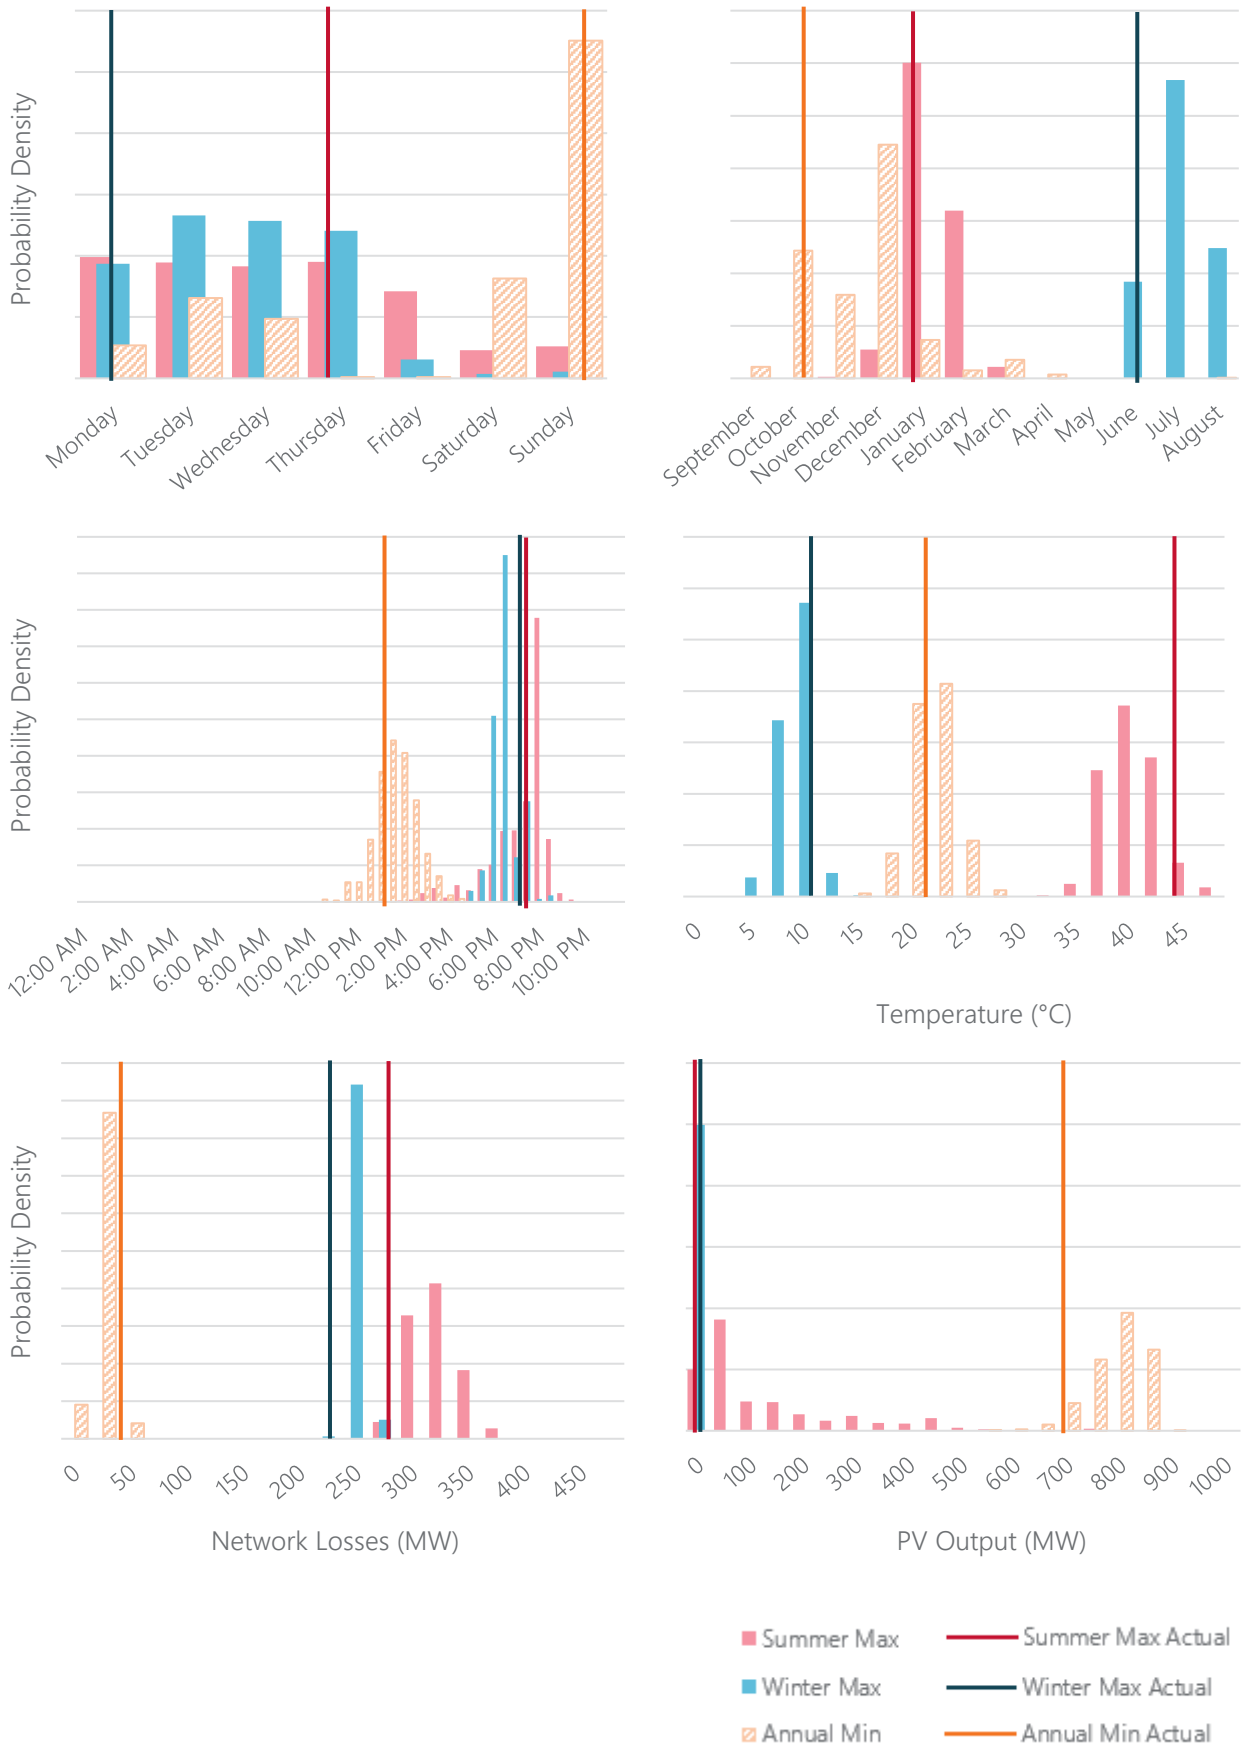 Probability Density
Monday
Tuesday
Wednesday
Thursday
Friday
Saturday
Sunday
September
October
November
December
January
February
March
April
May
June
July
August
Probability Density
12:00 AM
2:00 AM
4:00 AM
6:00 AM
8:00 AM
10:00 AM
12:00 PM
2:00 PM
4:00 PM
6:00 PM
8:00 PM
10:00 PM
0
5
10
15
20
25
30
35
40
45
Temperature (°C)
Probability Density
0
50
100
150
200
250
300
350
400
450
Network Losses (MW)
0
100
200
300
400
500
600
700
800
900
1000
PV Output (MW)
Summer Max
Summer Max Actual
Winter Max
Winter Max Actual
Annual Min
Annual Min Actual